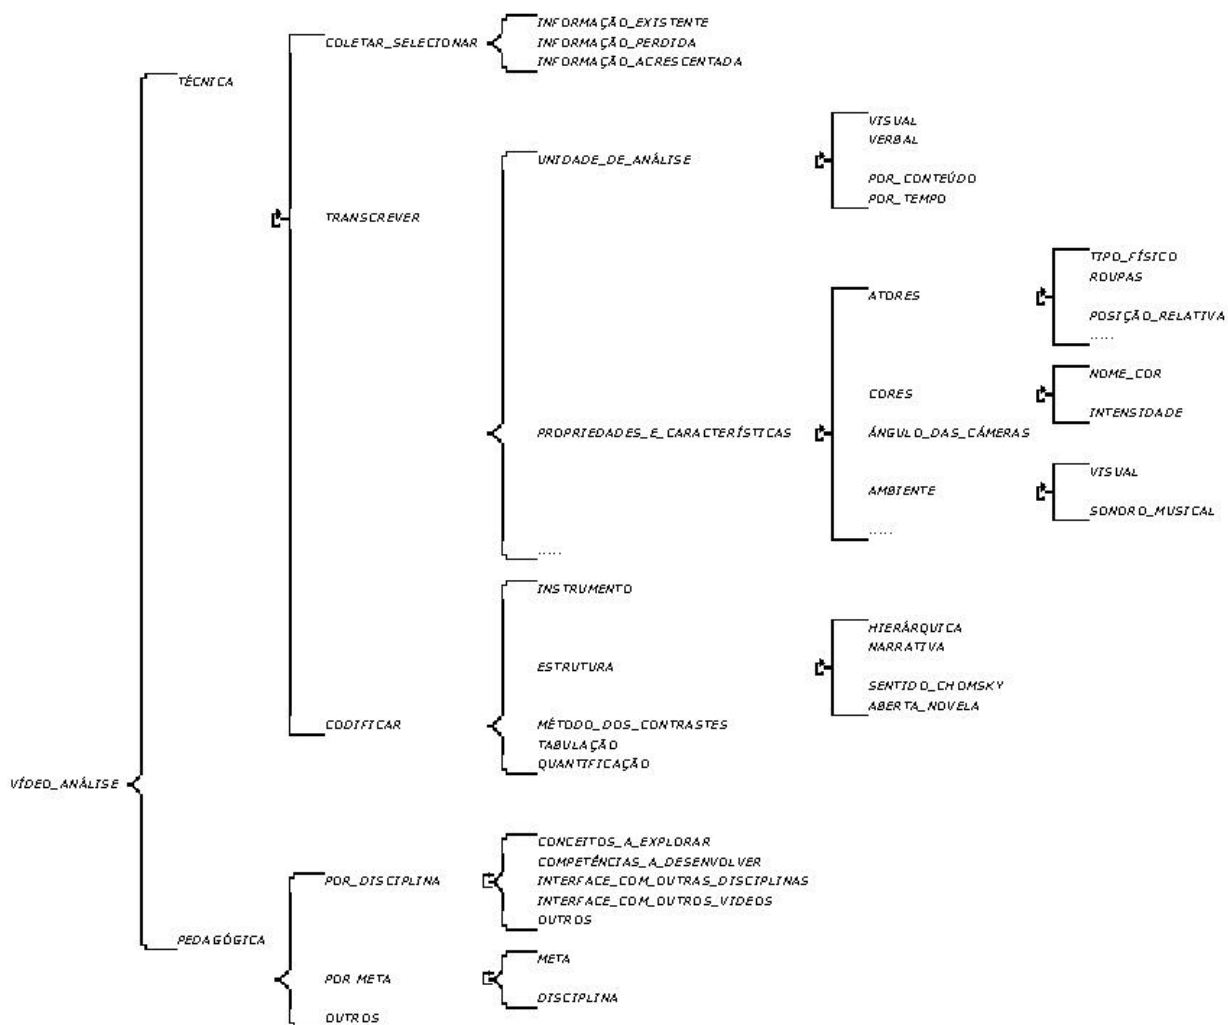 INFORMAÇÃO_EXISTENTE
COLETAR_SELECIONAR
INFORMAÇÃO_PERDIDA
INFORMAÇÃO_ACRESCENTADA
TÉCNICA
VISUAL
VERBAL
UNIDADE_DE_ANÁLISE
POR_CONTEÚDO
POR_TEMPO
TRANSCREVER
TIPO_FÍSICO
ROUPAS
ATORES
POSIÇÃO_RELATIVA
.....
NOME_COR
CORES
INTENSIDADE
PROPRIEDADES_E_CARACTERÍSTICAS
ÂNGULO_DAS_CÂMERAS
VISUAL
AMBIENTE
SONORO_MUSICAL
.....
.....
INSTRUMENTO
HIERÁRQUICA
NARRATIVA
ESTRUTURA
SENTIDO_CHOMSKY
ABERTA_NOVELA
CODIFICAR
MÉTODO_DOS_CONTRASTES
TABULAÇÃO
QUANTIFICAÇÃO
VÍDEO_ANÁLISE
CONCEITOS_A_EXPLORAR
COMPETÊNCIAS_A_DESENVOLVER
POR_DISCIPLINA
INTERFACE_COM_OUTRAS_DISCIPLINAS
INTERFACE_COM_OUTROS_VIDEOS
OUTROS
PEDAGÓGICA
META
POR META
DISCIPLINA
OUTROS